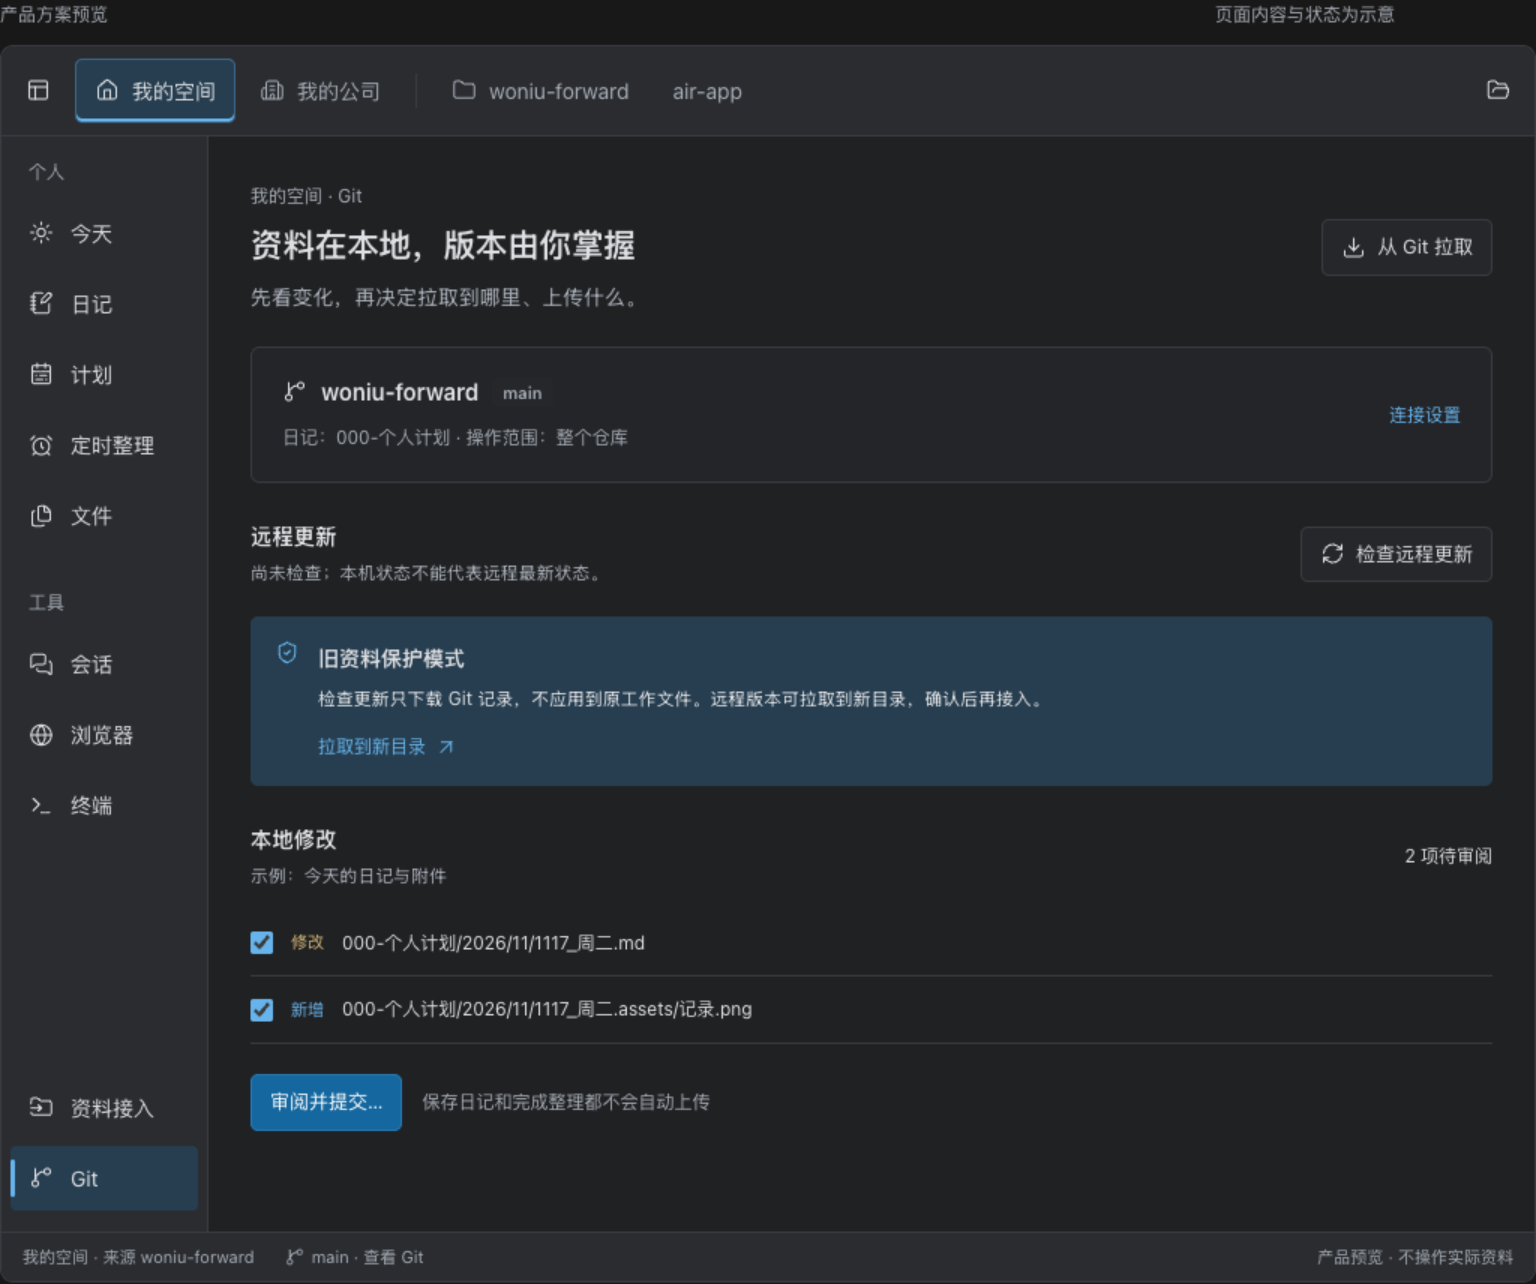 产品方案预览
页面内容与状态为示意
我的空间
我的公司
woniu-forward
air-app
个人
今天
日记
计划
定时整理
文件
工具
会话
浏览器
终端
资料接入
Git
我的空间 · Git
资料在本地，版本由你掌握
先看变化，再决定拉取到哪里、上传什么。
从 Git 拉取
woniu-forward main
日记：000-个人计划 · 操作范围：整个仓库
连接设置
远程更新
尚未检查；本机状态不能代表远程最新状态。
检查远程更新
旧资料保护模式
检查更新只下载 Git 记录，不应用到原工作文件。远程版本可拉取到新目录，确认后再接入。
拉取到新目录
本地修改
示例：今天的日记与附件
2 项待审阅
修改 000-个人计划/2026/11/1117_周二.md
新增 000-个人计划/2026/11/1117_周二.assets/记录.png
审阅并提交...
保存日记和完成整理都不会自动上传
我的空间 · 来源 woniu-forward
main · 查看 Git
产品预览 · 不操作实际资料